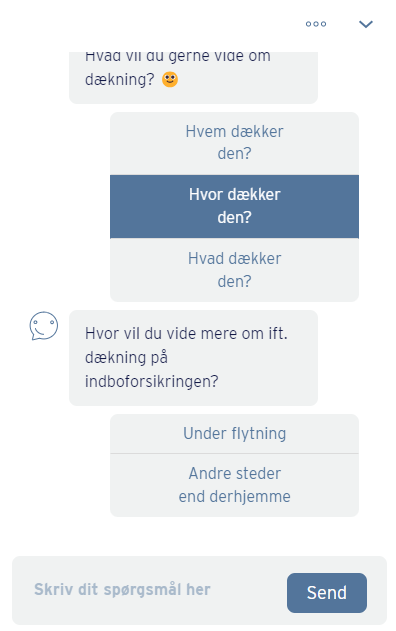 Hvad vil du gerne vide om
dækning? 🙂
Hvem dækker
den?
Hvor dækker
den?
Hvad dækker
den?
Hvor vil du vide mere om ift.
dækning på
indboforsikringen?
Under flytning
Andre steder
end derhjemme
Skriv dit spørgsmål her
Send